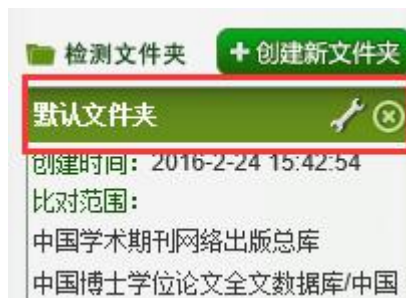 检测文件夹 + 创建新文件夹
默认文件夹
创建时间：2016-2-24 15:42:54
比对范围：
中国学术期刊网络出版总库
中国博士学位论文全文数据库/中国